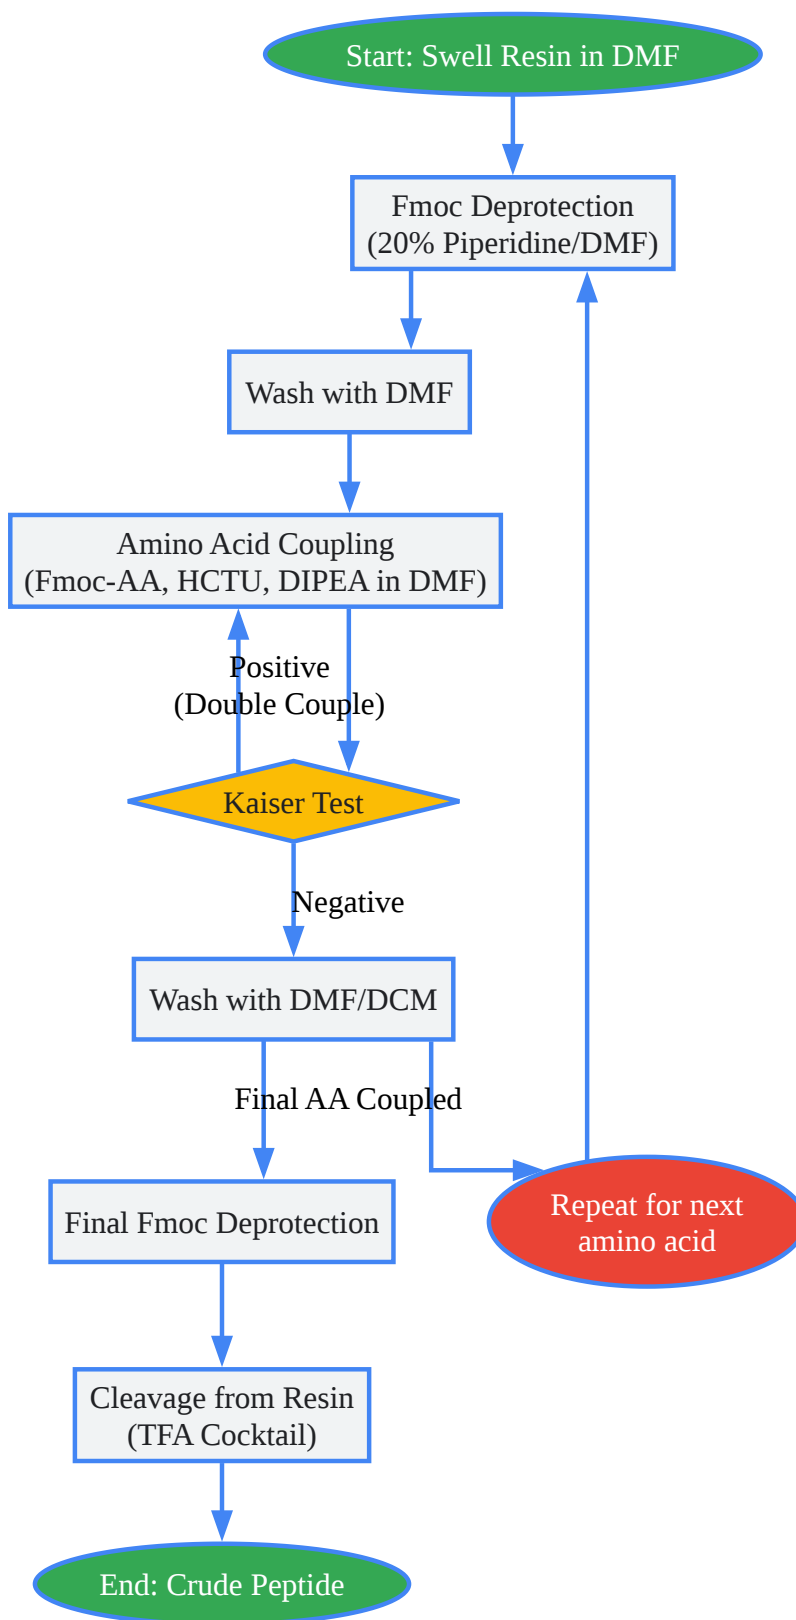 Start: Swell Resin in DMF
Fmoc Deprotection
(20% Piperidine/DMF)
Wash with DMF
Amino Acid Coupling
(Fmoc-AA, HCTU, DIPEA in DMF)
Positive
(Double Couple)
Kaiser Test
Negative
Wash with DMF/DCM
Final AA Coupled
Repeat for next
amino acid
Final Fmoc Deprotection
Cleavage from Resin
(TFA Cocktail)
End: Crude Peptide